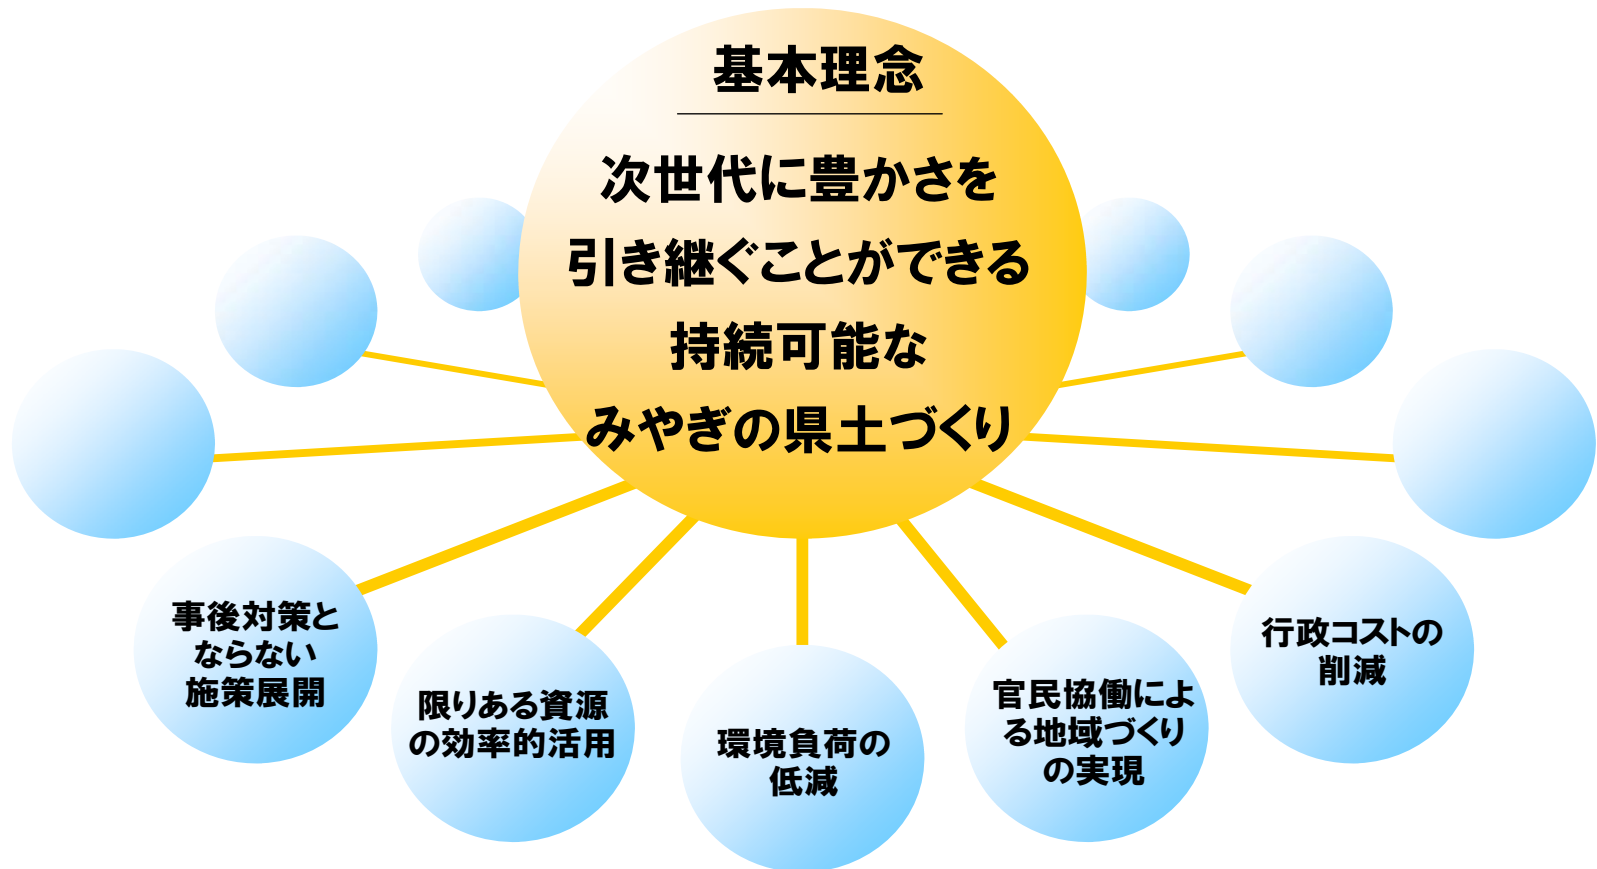 基本理念
次世代に豊かさを
引き継ぐことができる
持続可能な
みやぎの県土づくり
事後対策と
ならない
施策展開
限りある資源
の効率的活用
環境負荷の
低減
官民協働によ
る地域づくり
の実現
行政コストの
削減